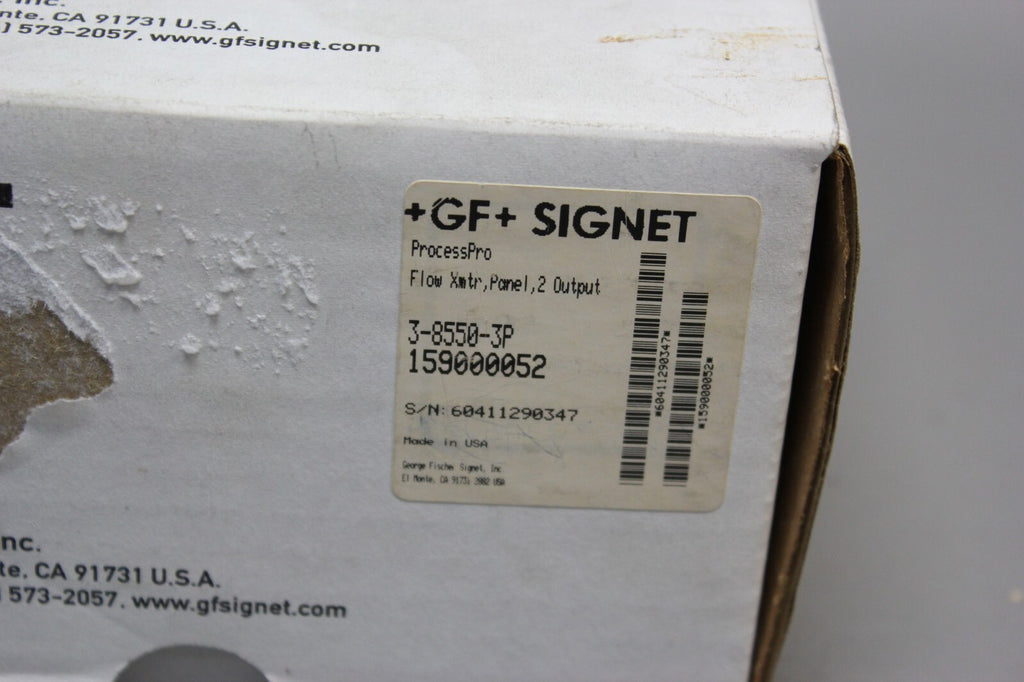 Inc.
nte, CA 91731 U.S.A.
) 573-2057, www.gfsignet.com
+GF+ SIGNET
ProcessPro
Flow Xmtr,Panel,2 Output
3-8550-3P
159000052
S/N: 60411290347
Made in USA
George Fischer Signet, Inc
El Monte, CA 91731 2882 USA
*60411290347*
*159000052*
nc.
te, CA 91731 U.S.A.
573-2057, www.gfsignet.com